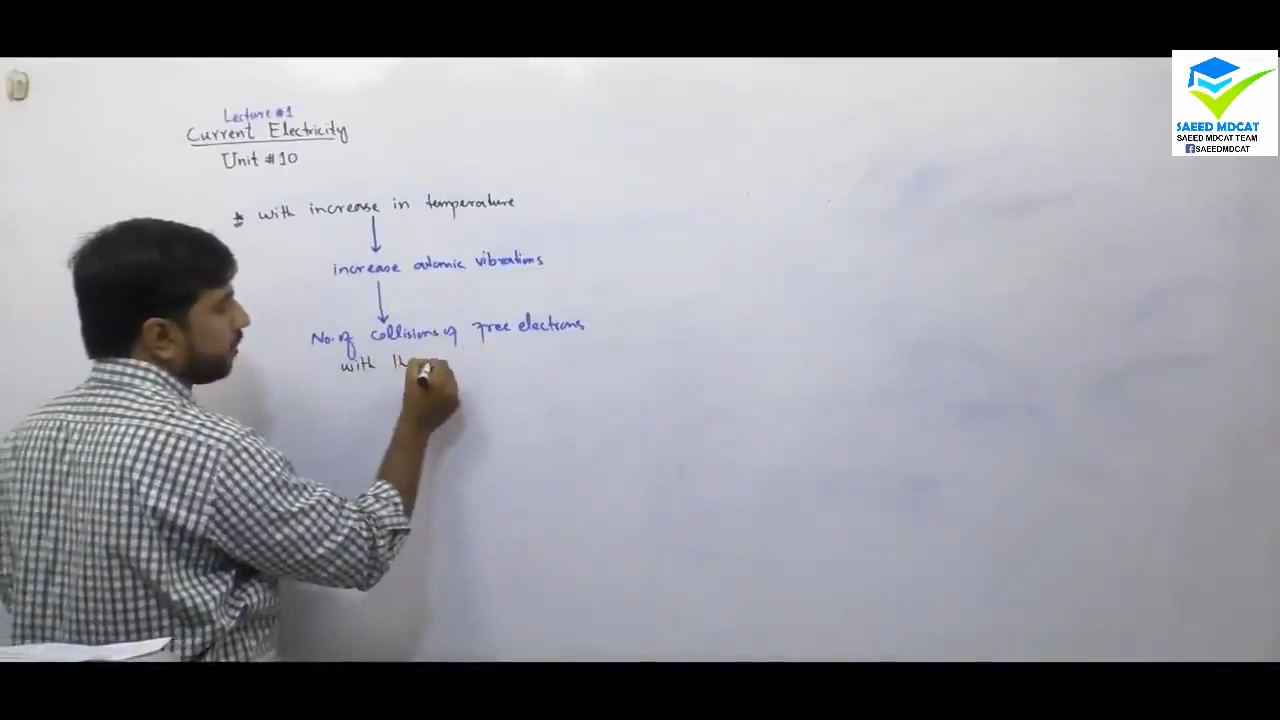 Lecture #1
Current Electricity
Unit #10
* with increase in temperature
increase atomic vibrations
No. of collisions of free electrons
with th
SAEED MDCAT
SAEED MDCAT TEAM
SAEEDMDCAT